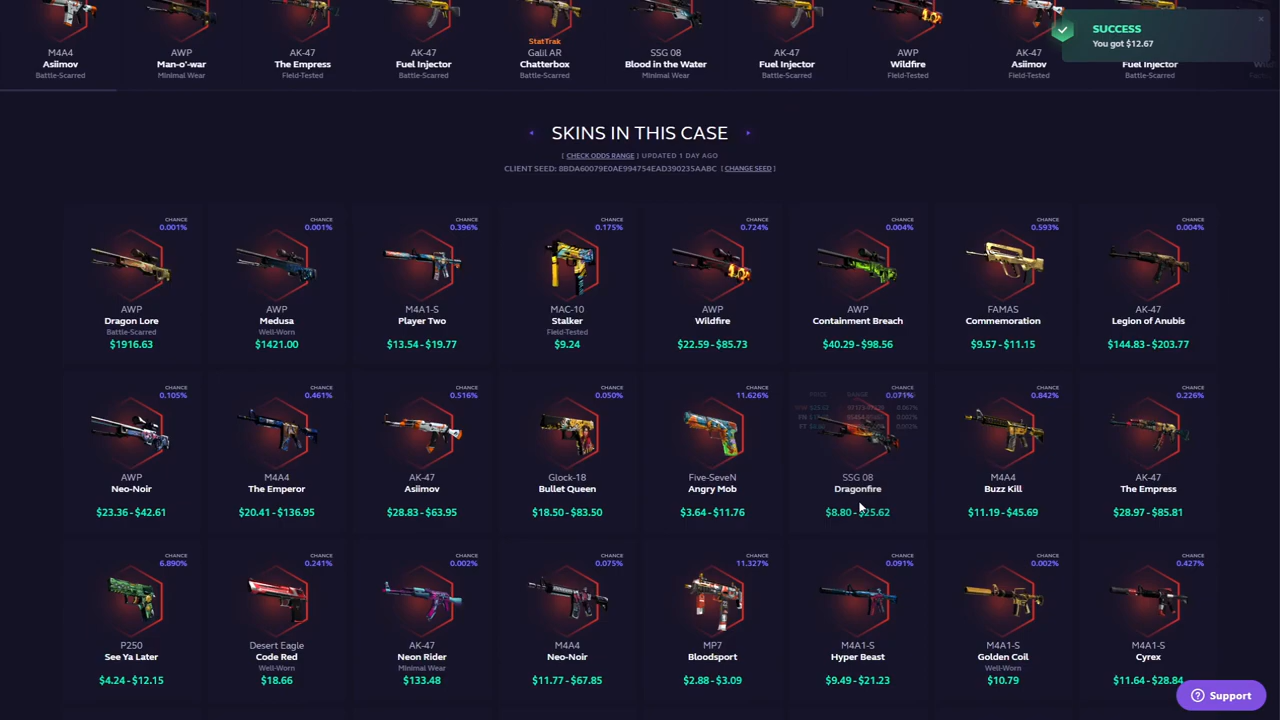 M4A4
Asiimov
Battle-Scarred
AWP
Man-o'-war
Minimal Wear
AK-47
The Empress
Field-Tested
AK-47
Fuel Injector
Battle-Scarred
StatTrak
Galil AR
Chatterbox
Battle-Scarred
SSG 08
Blood in the Water
Minimal Wear
AK-47
Fuel Injector
Battle-Scarred
AWP
Wildfire
Field-Tested
AK-47
Asiimov
Field-Tested
Fuel Injector
Battle-Scarred
SUCCESS
You got $12.67
SKINS IN THIS CASE
[ CHECK ODDS RANGE ] UPDATED 1 DAY AGO
CLIENT SEED: 8BDA60079E0AE994754EAD390235AABC [ CHANGE SEED ]
CHANCE
0.001%
AWP
Dragon Lore
Battle-Scarred
$1916.63
CHANCE
0.001%
AWP
Medusa
Well-Worn
$1421.00
CHANCE
0.396%
M4A1-S
Player Two
$13.54 - $19.77
CHANCE
0.175%
MAC-10
Stalker
Field-Tested
$9.24
CHANCE
0.724%
AWP
Wildfire
$22.59 - $85.73
CHANCE
0.004%
AWP
Containment Breach
$40.29 - $98.56
CHANCE
0.593%
FAMAS
Commemoration
$9.57 - $11.15
CHANCE
0.004%
AK-47
Legion of Anubis
$144.83 - $203.77
CHANCE
0.105%
AWP
Neo-Noir
$23.36 - $42.61
CHANCE
0.461%
M4A4
The Emperor
$20.41 - $136.95
CHANCE
0.516%
AK-47
Asiimov
$28.83 - $63.95
CHANCE
0.050%
Glock-18
Bullet Queen
$18.50 - $83.50
CHANCE
11.626%
Five-SeveN
Angry Mob
$3.64 - $11.76
CHANCE
0.071%
SSG 08
Dragonfire
$8.80 - $25.62
CHANCE
0.842%
M4A4
Buzz Kill
$11.19 - $45.69
CHANCE
0.226%
AK-47
The Empress
$28.97 - $85.81
CHANCE
6.890%
P250
See Ya Later
$4.24 - $12.15
CHANCE
0.241%
Desert Eagle
Code Red
Well-Worn
$18.66
CHANCE
0.002%
AK-47
Neon Rider
Minimal Wear
$133.48
CHANCE
0.075%
M4A4
Neo-Noir
$11.77 - $67.85
CHANCE
11.327%
MP7
Bloodsport
$2.88 - $3.09
CHANCE
0.091%
M4A1-S
Hyper Beast
$9.49 - $21.23
CHANCE
0.002%
M4A1-S
Golden Coil
Well-Worn
$10.79
CHANCE
0.427%
M4A1-S
Cyrex
$11.64 - $28.84
Support